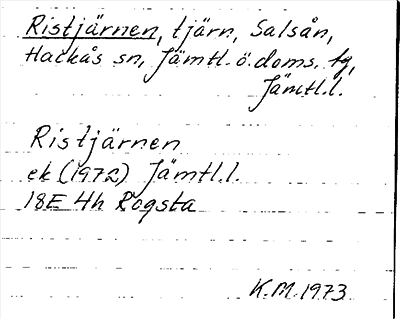 Ristjärnen, tjärn, Salsån,
Hackås sn, Jämtl. ö. doms. tg,
Jämtl.l.
Ristjärnen
ek (1972) Jämtl.l.
18E 4h Rogsta
K.M. 1973